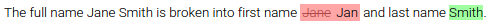 The full name Jane Smith is broken into first name Jane Jan and last name Smith.